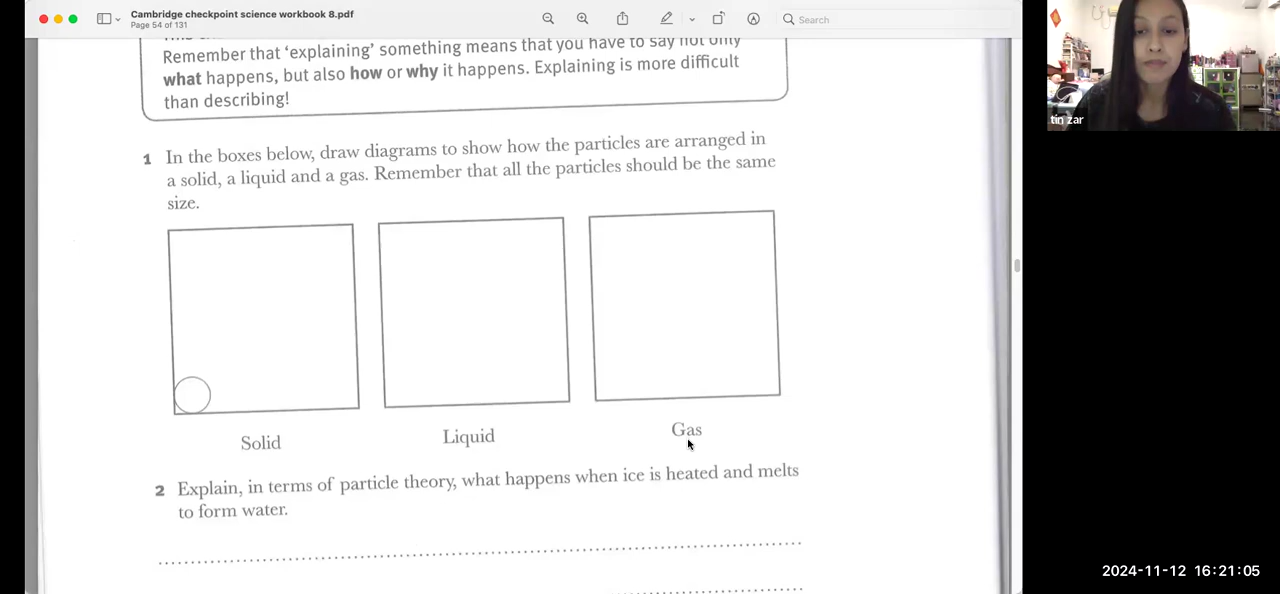 Cambridge checkpoint science workbook 8.pdf
Page 54 of 131
Search
Remember that ‘explaining’ something means that you have to say not only
what happens, but also how or why it happens. Explaining is more difficult
than describing!
1 In the boxes below, draw diagrams to show how the particles are arranged in
a solid, a liquid and a gas. Remember that all the particles should be the same
size.
Solid
Liquid
Gas
2 Explain, in terms of particle theory, what happens when ice is heated and melts
to form water.
tin zar
2024-11-12 16:21:05